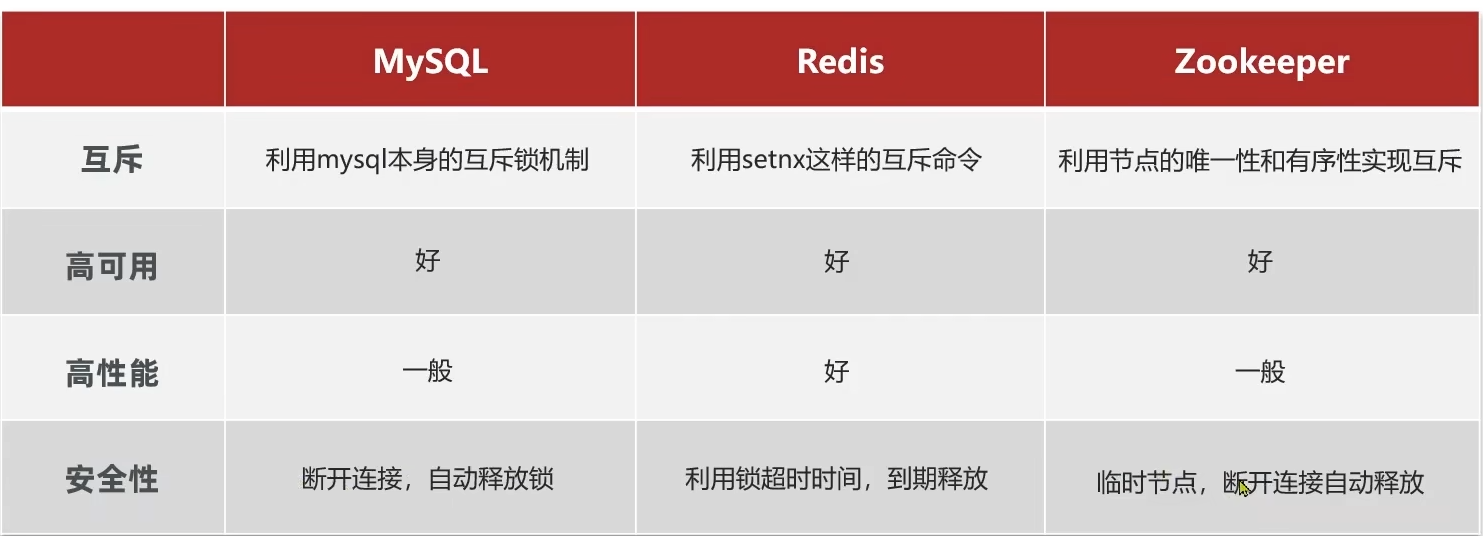 MySQL Redis Zookeeper
互斥 利用mysql本身的互斥锁机制 利用setnx这样的互斥命令 利用节点的唯一性和有序性实现互斥
高可用 好 好 好
高性能 一般 好 一般
安全性 断开连接，自动释放锁 利用锁超时时间，到期释放 临时节点，断开连接自动释放